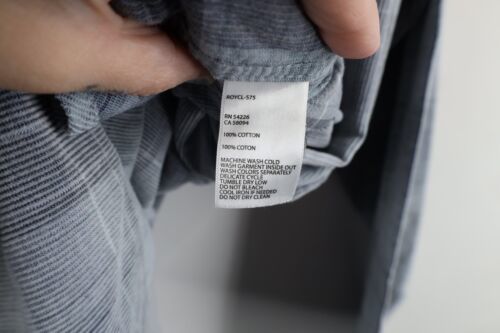 ROYCL-575
RN 54226
CA 58094
100% COTTON
100% COTON
MACHINE WASH COLD
WASH GARMENT INSIDE OUT
WASH COLORS SEPARATELY
DELICATE CYCLE
TUMBLE DRY LOW
DO NOT BLEACH
COOL IRON IF NEEDED
DO NOT DRY CLEAN